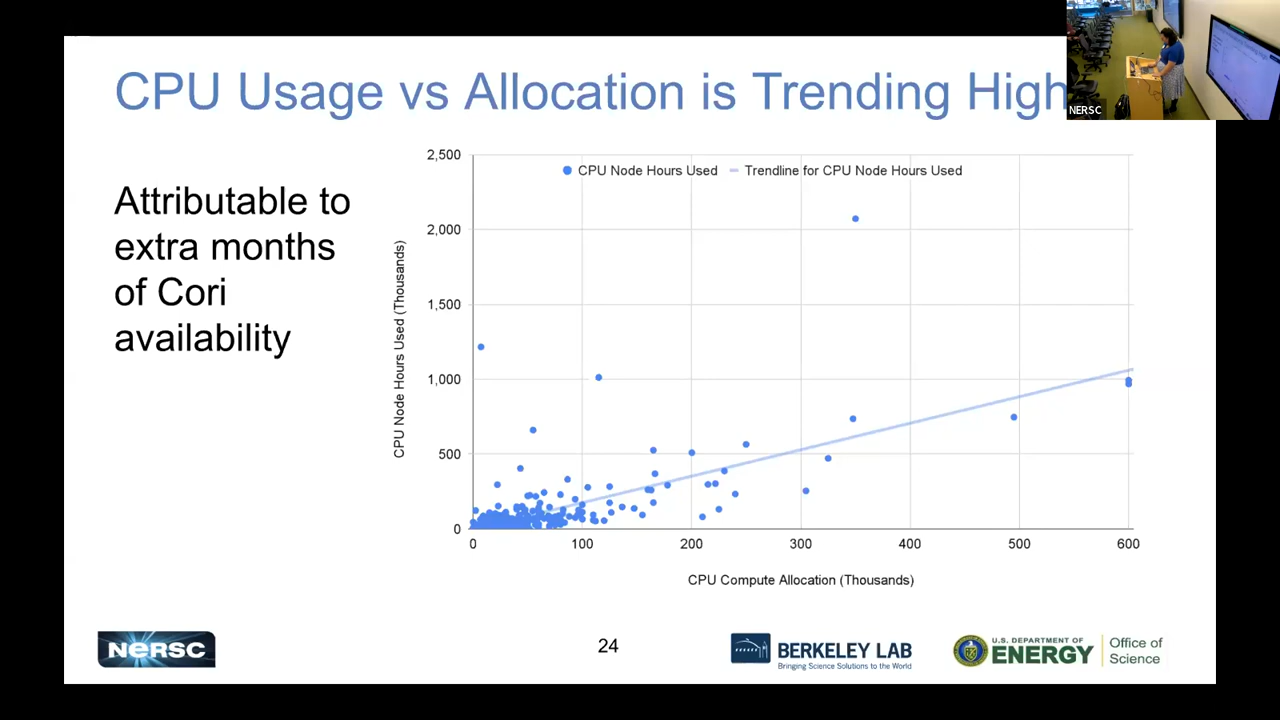 CPU Usage vs Allocation is Trending High
NERSC
Attributable to
extra months
of Cori
availability
CPU Node Hours Used
Trendline for CPU Node Hours Used
CPU Node Hours Used (Thousands)
2,500
2,000
1,500
1,000
500
0
0
100
200
300
400
500
600
CPU Compute Allocation (Thousands)
NERSC
24
BERKELEY LAB
Bringing Science Solutions to the World
U.S. DEPARTMENT OF
ENERGY
Office of
Science